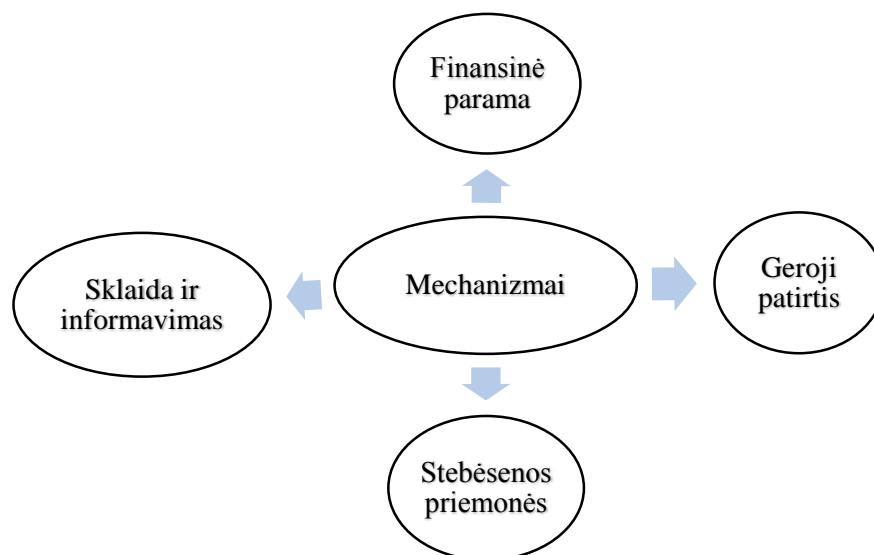 Finansinė
parama
Sklaida ir
informavimas
Mechanizmai
Geroji
patirtis
Stebėsenos
priemonės